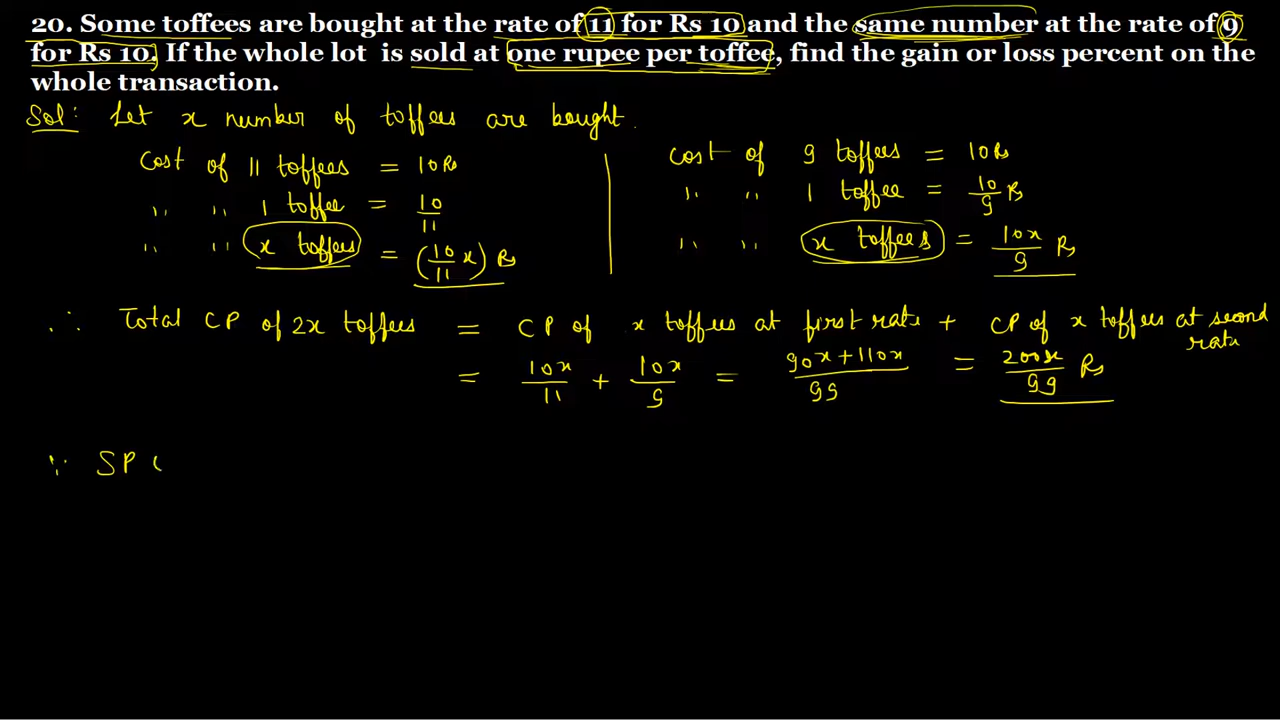 20. Some toffees are bought at the rate of 11 for Rs 10 and the same number at the rate of 9
for Rs 10. If the whole lot is sold at one rupee per toffee, find the gain or loss percent on the
whole transaction.
Sol: Let x number of toffees are bought.
Cost of 11 toffees = 10 Rs
" " 1 toffee = 10/11
" " x toffees = (10/11 x) Rs
Cost of 9 toffees = 10 Rs
" " 1 toffee = 10/9 Rs
" " x toffees = 10x/9 Rs
∴ Total CP of 2x toffees = CP of x toffees at first rate + CP of x toffees at second rate
= 10x/11 + 10x/9 = 90x+110x/99 = 200x/99 Rs
∵ SP (